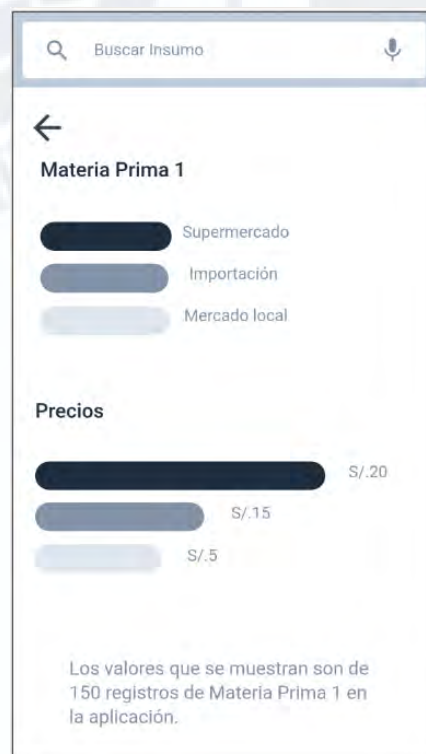 Buscar Insumo
Materia Prima 1
Supermercado
Importación
Mercado local
Precios
S/.20
S/.15
S/.5
Los valores que se muestran son de
150 registros de Materia Prima 1 en
la aplicación.